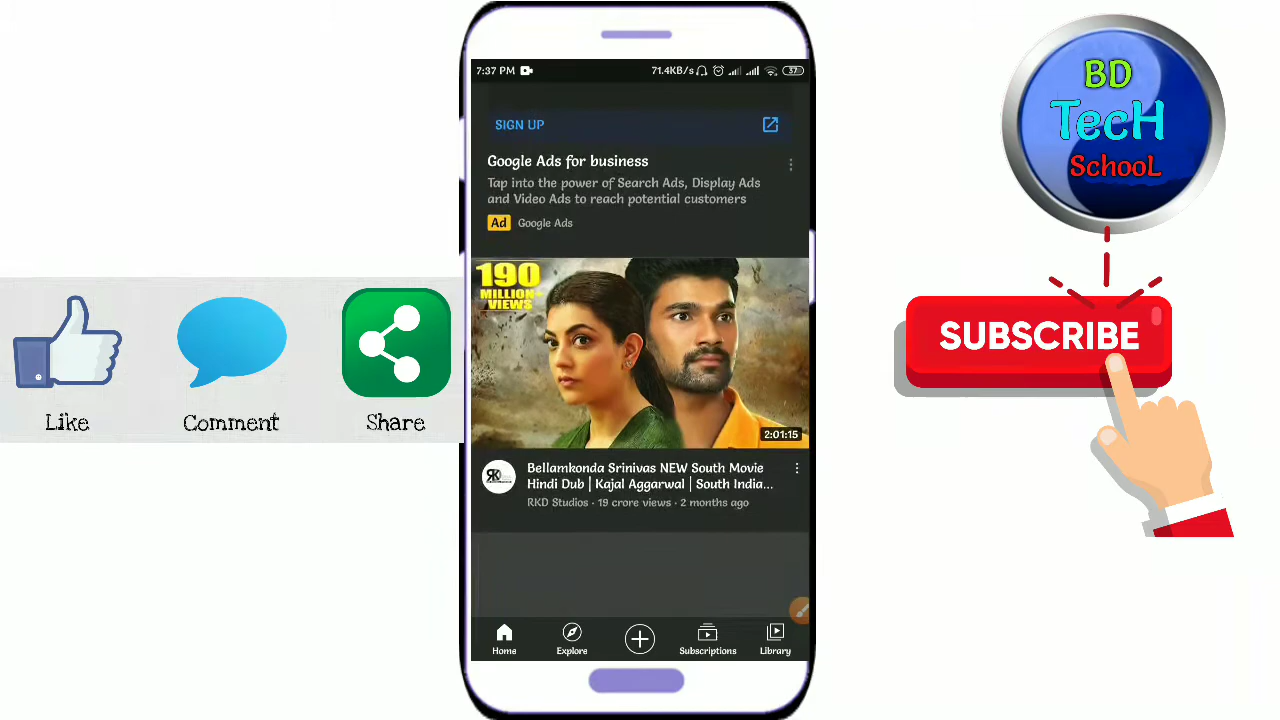 7:37 PM
71.4KB/s
37
SIGN UP
Google Ads for business
Tap into the power of Search Ads, Display Ads
and Video Ads to reach potential customers
Ad Google Ads
190
MILLION+
VIEWS
2:01:15
RKD
Bellamkonda Srinivas NEW South Movie
Hindi Dub | Kajal Aggarwal | South India...
RKD Studios · 19 crore views · 2 months ago
Home
Explore
Subscriptions
Library
Like
Comment
Share
BD
TecH
SchooL
SUBSCRIBE